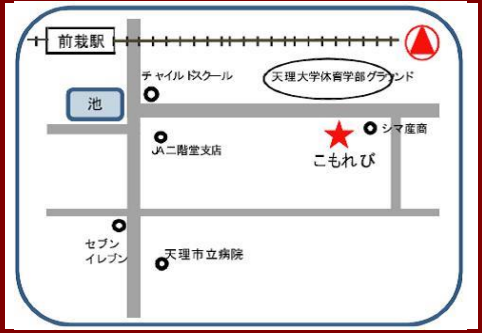 前栽駅
チャイルドスクール
天理大学体育学部グラウンド
池
シマ産商
JA二階堂支店
こもれび
セブン
イレブン
天理市立病院